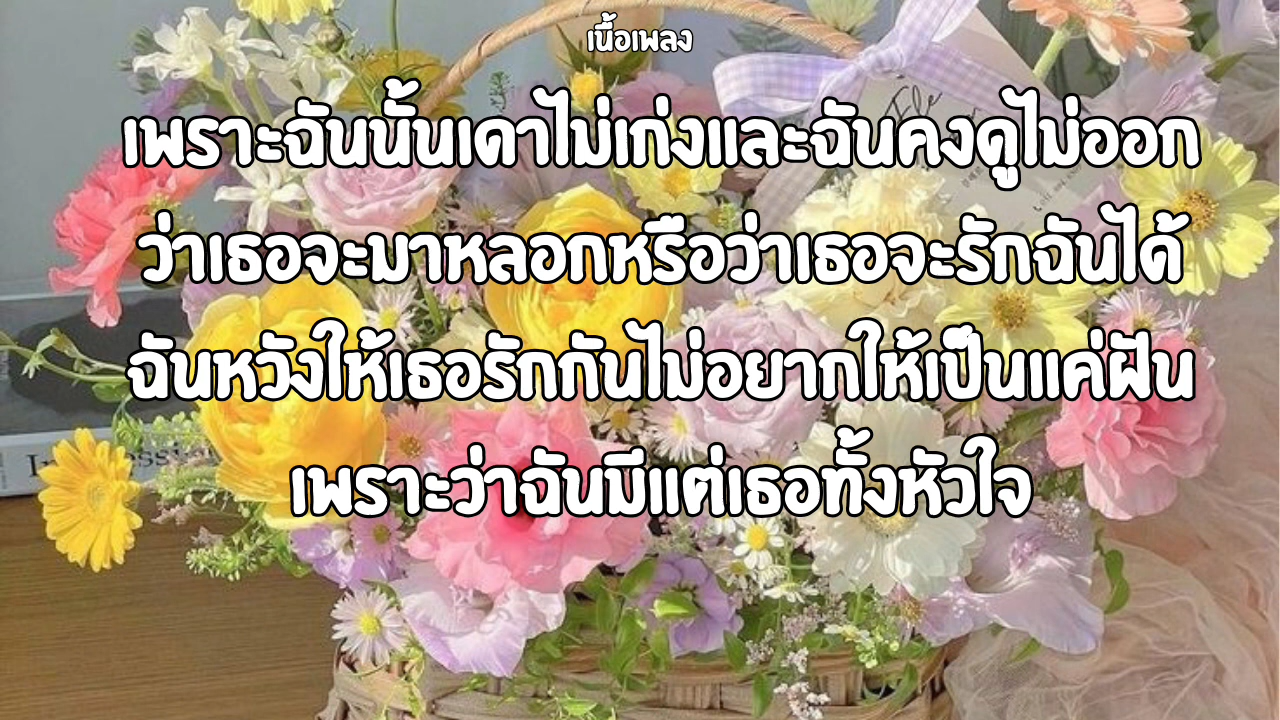 เนื้อเพลง
เพราะฉันนั้นเดาไม่เก่งและฉันคงดูไม่ออก
ว่าเธอจะมาหลอกหรือว่าเธอจะรักฉันได้
ฉันหวังให้เธอรักกันไม่อยากให้เป็นแค่ฝัน
เพราะว่าฉันมีแต่เธอทั้งหัวใจ